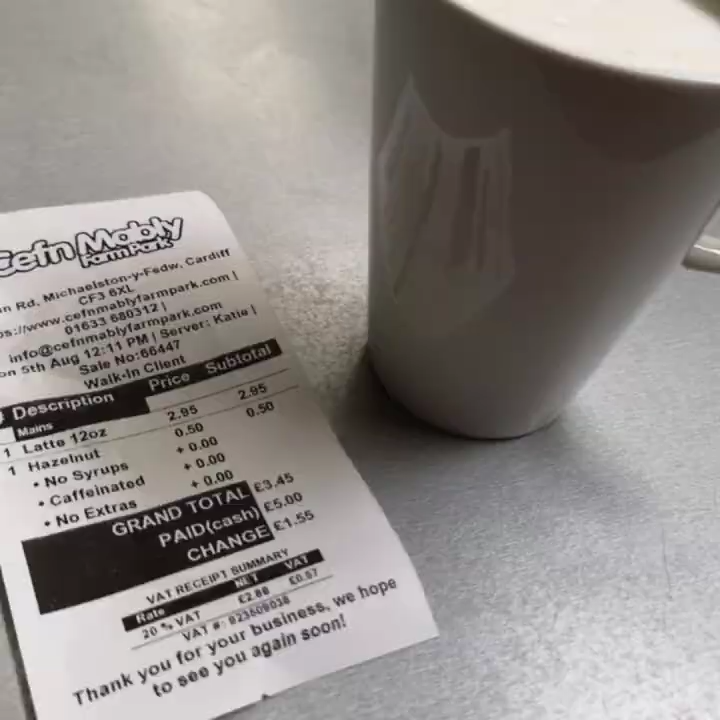 Cefn Mably
Farm Park
n Rd, Michaelston-y-Fedw, Cardiff
CF3 6XL
s://www.cefnmablyfarmpark.com |
01633 680312 |
info@cefnmablyfarmpark.com
on 5th Aug 12:11 PM | Server: Katie |
Sale No:66447
Walk-In Client
# Description Price Subtotal
Mains
1 Latte 12oz 2.95 2.95
1 Hazelnut 0.50 0.50
• No Syrups + 0.00
• Caffeinated + 0.00
• No Extras + 0.00
GRAND TOTAL £3.45
PAID(cash) £5.00
CHANGE £1.55
VAT RECEIPT SUMMARY
Rate NET VAT
20 % VAT £2.88 £0.57
VAT #: 923609038
Thank you for your business, we hope
to see you again soon!